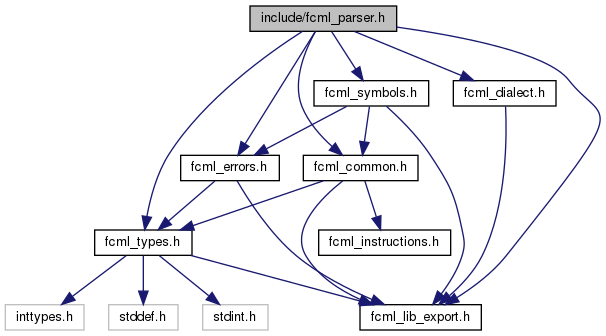 include/fcml_parser.h
fcml_symbols.h
fcml_dialect.h
fcml_errors.h
fcml_common.h
fcml_types.h
fcml_instructions.h
inttypes.h
stddef.h
stdint.h
fcml_lib_export.h